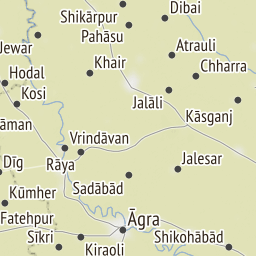 Dibai
Shikārpur
Pahāsu
Jewar
Atrauli
Khair
Chharra
Hodal
Jalāli
Kosi
Kāsganj
āman
Vrindāvan
Dīg
Rāya
Jalesar
Sadābād
Kūmher
Āgra
Fatehpur
Sīkri
Kiraoli
Shikohābād